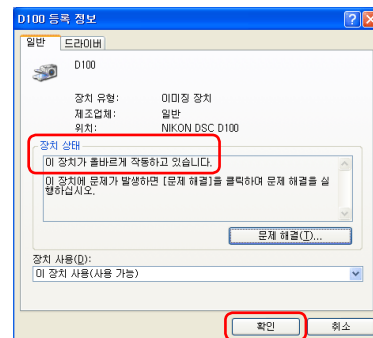 D100 등록 정보
일반 드라이버
D100
장치 유형: 이미징 장치
제조업체: 일반
위치: NIKON DSC D100
장치 상태
이 장치가 올바르게 작동하고 있습니다.
이 장치에 문제가 발생하면 [문제 해결]을 클릭하여 문제 해결을 실
행하십시오.
문제 해결(T)...
장치 사용(D):
이 장치 사용(사용 가능)
확인 취소